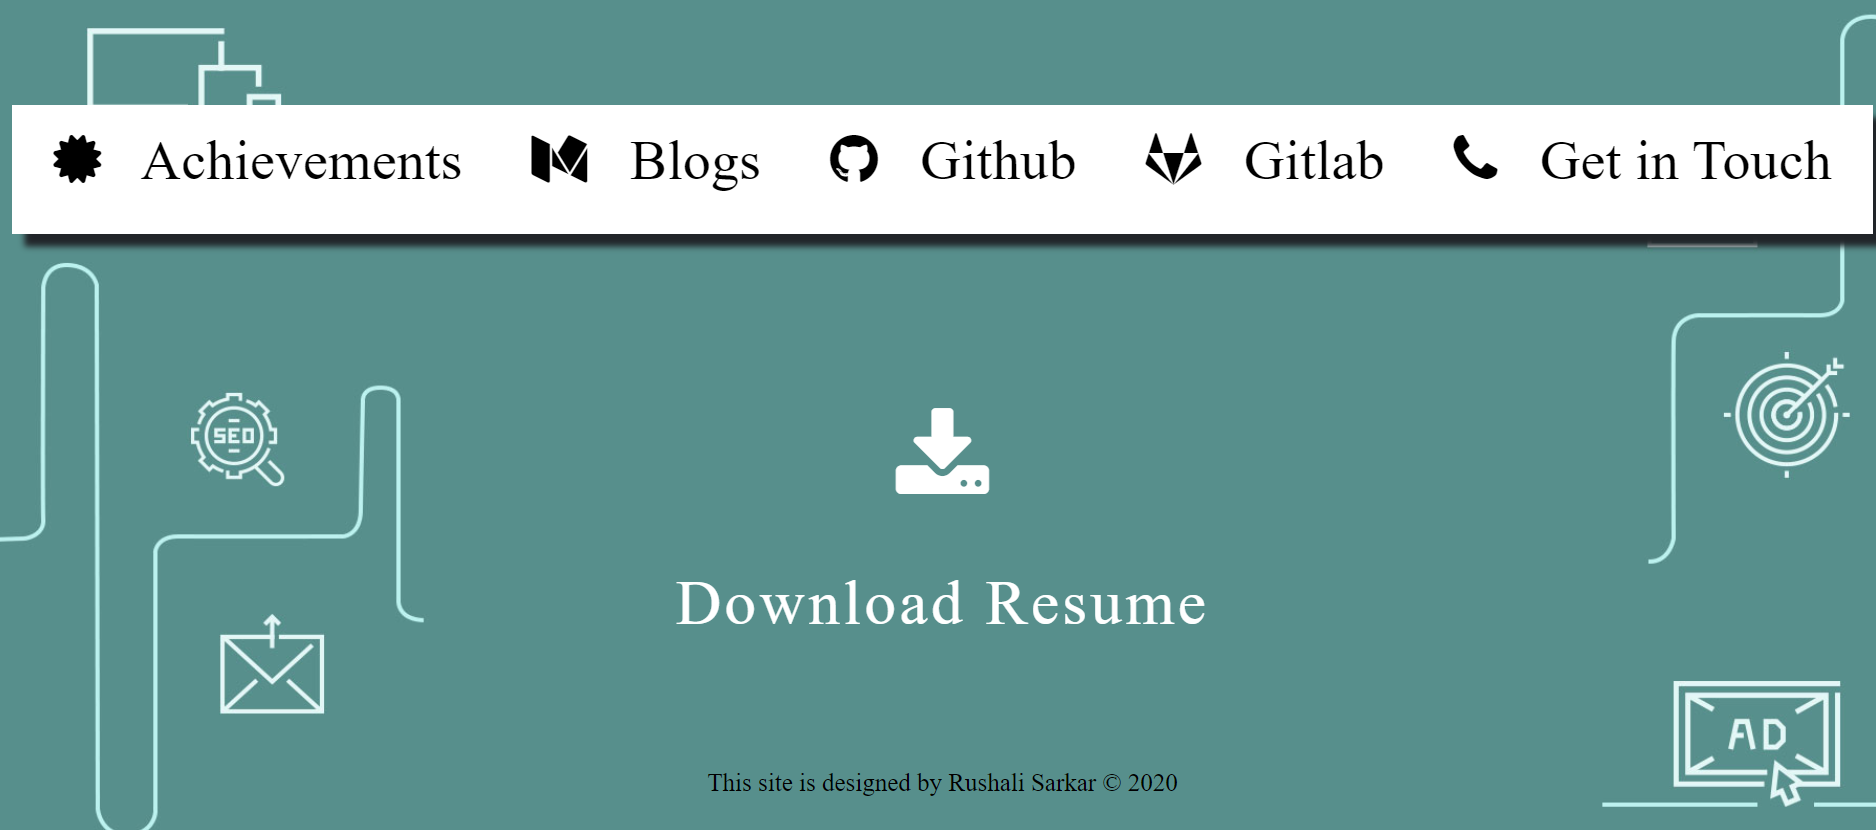 Achievements Blogs Github Gitlab Get in Touch
SEO
Download Resume
AD
This site is designed by Rushali Sarkar © 2020